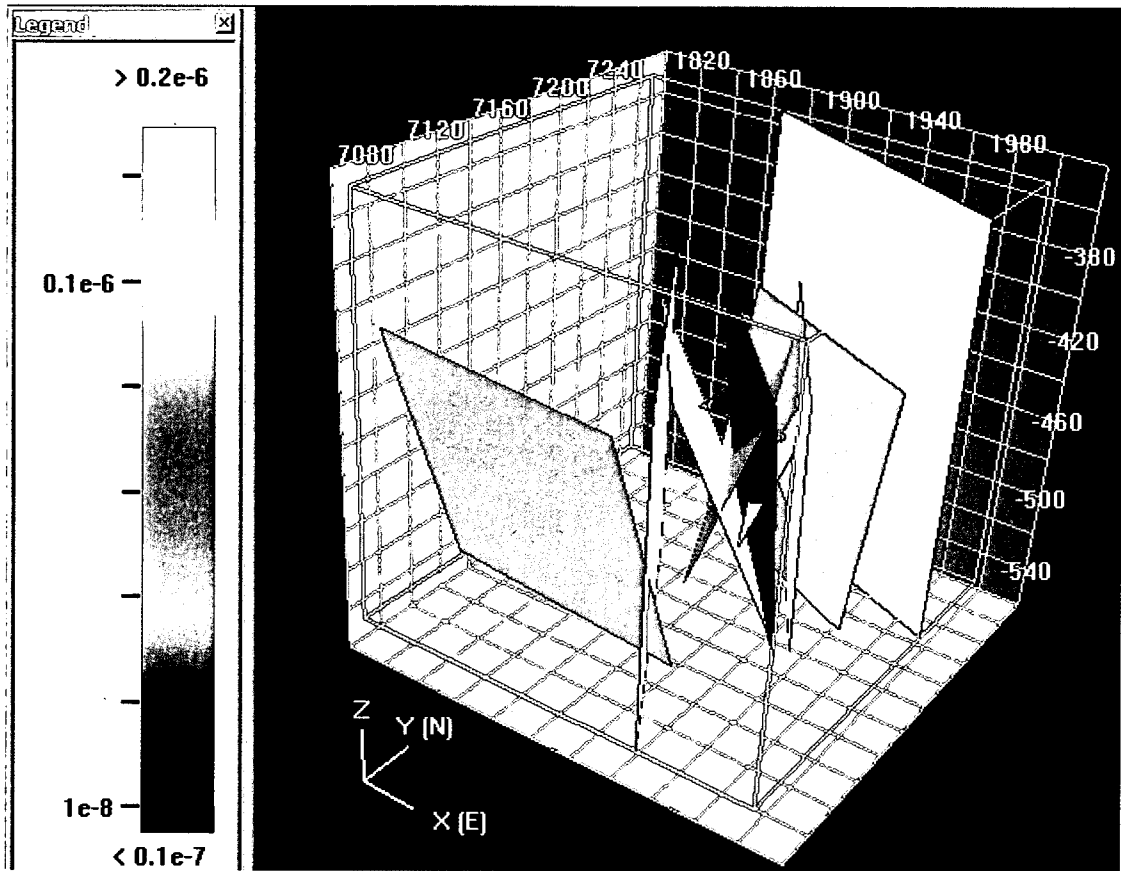 Legend
> 0.2e-6
0.1e-6
1e-8
< 0.1e-7
7080 7120 7160 7200 7240
1820 1860 1900 1940 1980
-380
-420
-460
-500
-540
Z
Y (N)
X (E)